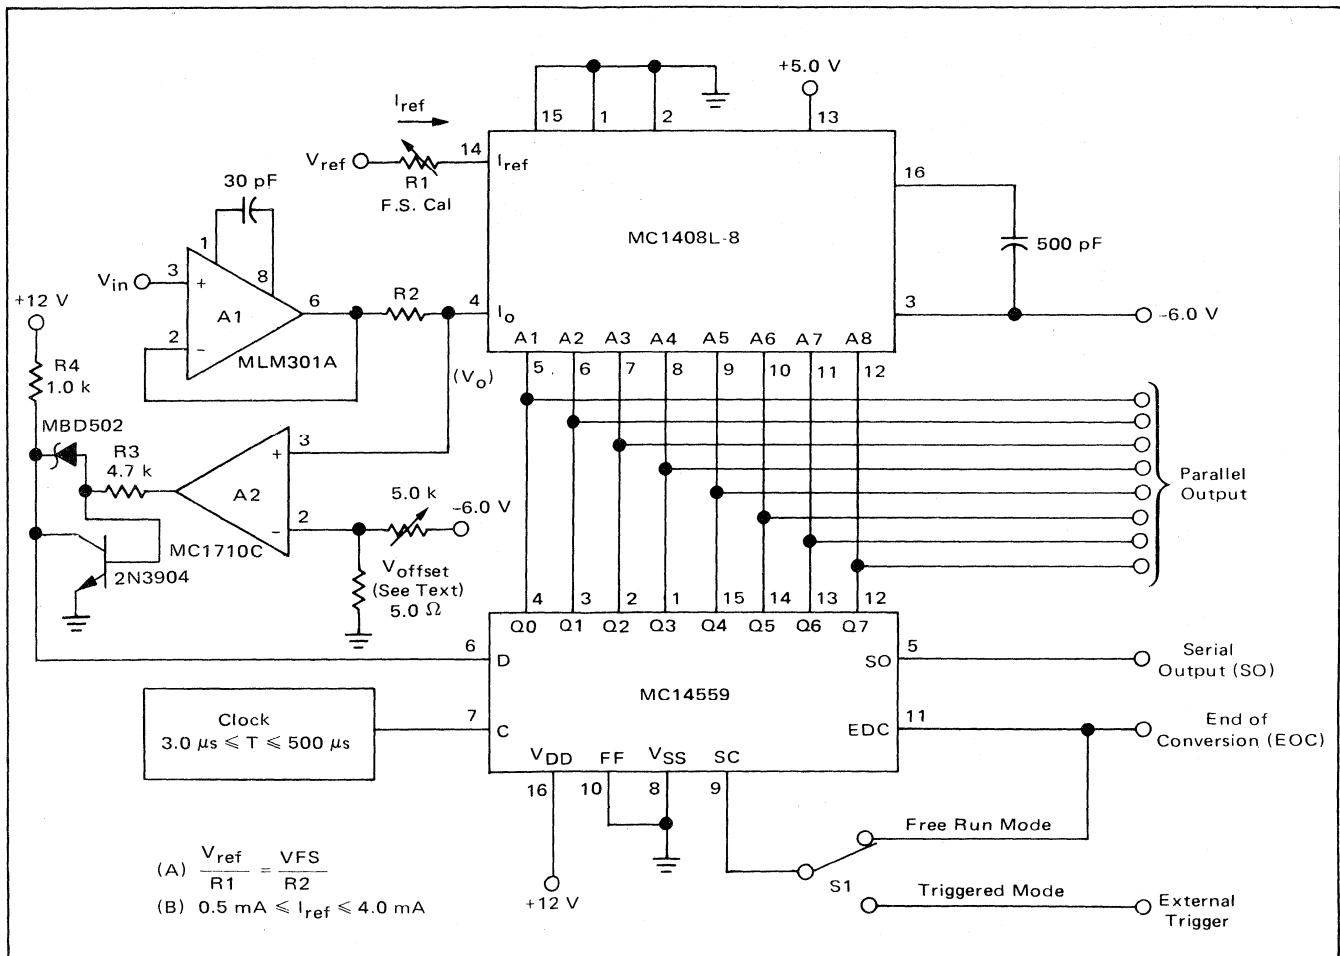 +5.0 V
I_ref
15
1
2
13
V_ref
14
I_ref
R1
F.S. Cal
16
30 pF
MC1408L-8
500 pF
1
V_in
3
+
8
6
R2
4
I_o
3
-6.0 V
+12 V
A1
2
−
MLM301A
A1 A2 A3 A4 A5 A6 A7 A8
5 6 7 8 9 10 11 12
R4
1.0 k
(V_o)
MBD502
3
+
R3
4.7 k
A2
5.0 k
-6.0 V
Parallel
Output
2
−
MC1710C
V_offset
(See Text)
5.0 Ω
2N3904
4 3 2 1 15 14 13 12
Q0 Q1 Q2 Q3 Q4 Q5 Q6 Q7
6
D
SO
5
Serial
Output (SO)
MC14559
Clock
3.0 μs ⩽ T ⩽ 500 μs
7
C
EDC
11
End of
Conversion (EOC)
V_DD FF V_SS SC
16 10 8 9
Free Run Mode
S1
Triggered Mode
External
Trigger
+12 V
(A) V_ref/R1 = VFS/R2
(B) 0.5 mA ⩽ I_ref ⩽ 4.0 mA